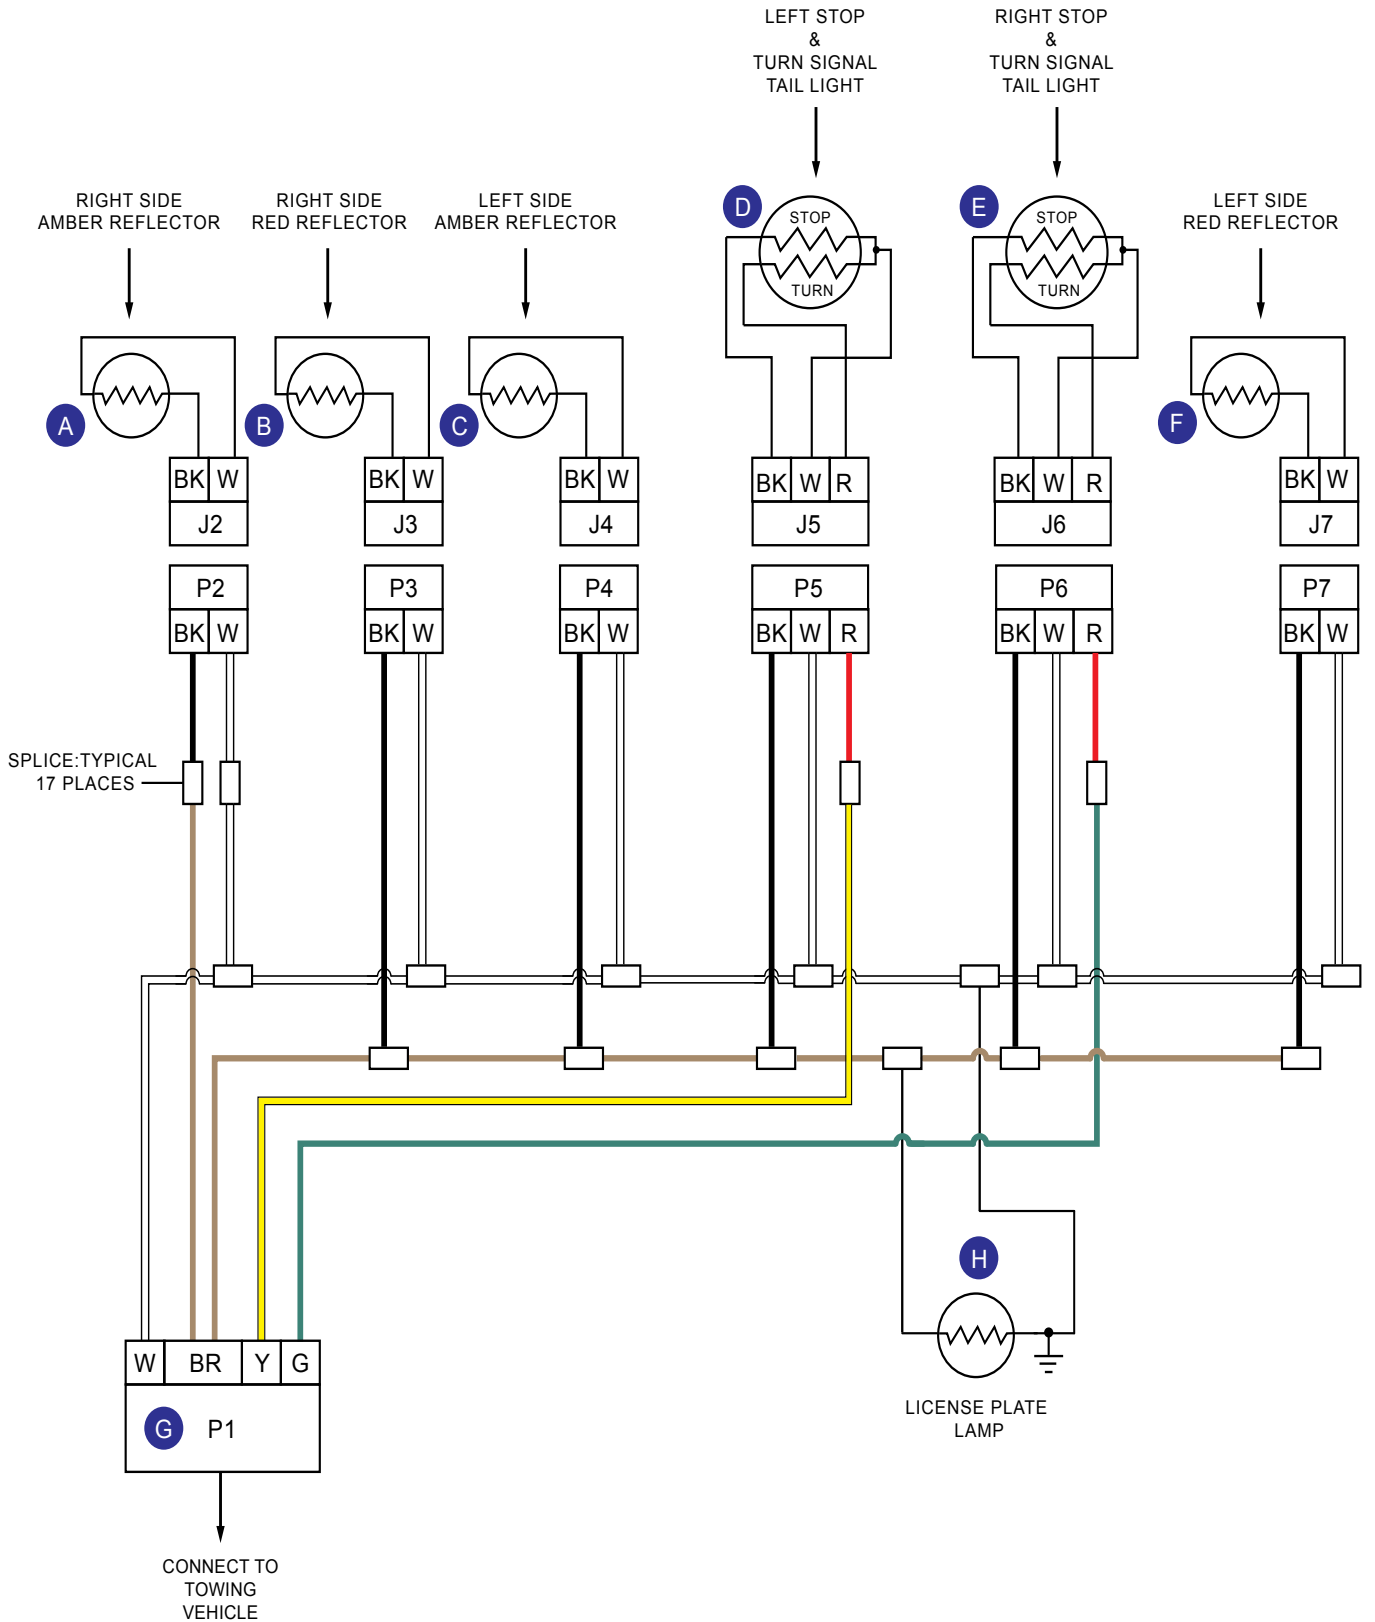 LEFT STOP
&
TURN SIGNAL
TAIL LIGHT
RIGHT STOP
&
TURN SIGNAL
TAIL LIGHT
RIGHT SIDE
AMBER REFLECTOR
RIGHT SIDE
RED REFLECTOR
LEFT SIDE
AMBER REFLECTOR
LEFT SIDE
RED REFLECTOR
D
STOP
TURN
E
STOP
TURN
A
B
C
F
BK W
J2
BK W
J3
BK W
J4
BK W R
J5
BK W R
J6
BK W
J7
P2
BK W
P3
BK W
P4
BK W
P5
BK W R
P6
BK W R
P7
BK W
SPLICE:TYPICAL
17 PLACES
H
LICENSE PLATE
LAMP
W BR Y G
G P1
CONNECT TO
TOWING
VEHICLE